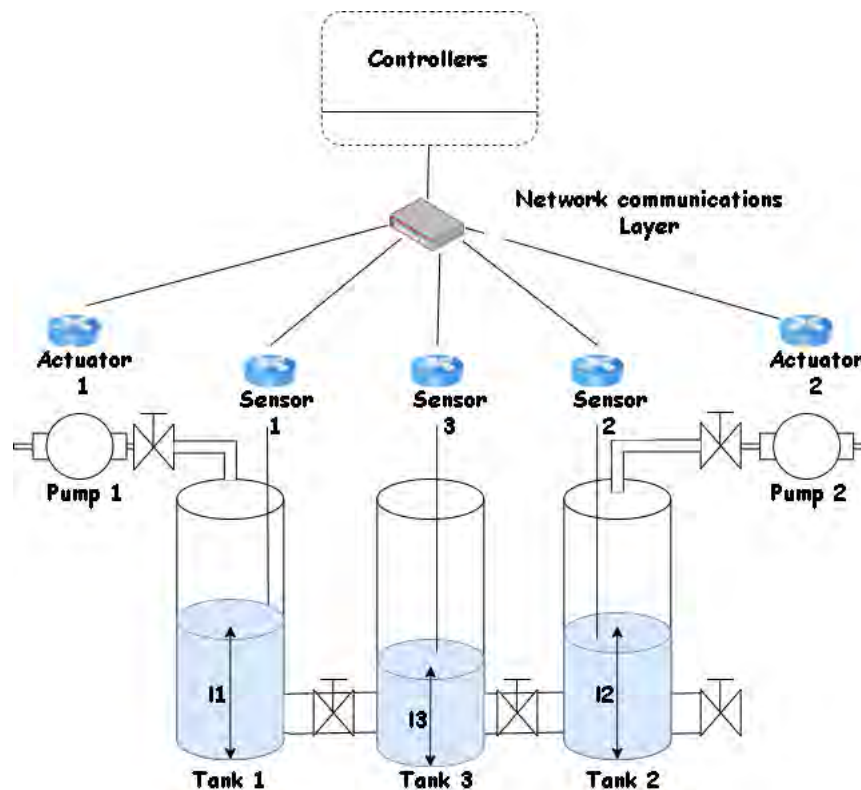 Controllers
Network communications
Layer
Actuator
1
Sensor
1
Sensor
3
Sensor
2
Actuator
2
Pump 1
Pump 2
l1
l3
l2
Tank 1
Tank 3
Tank 2